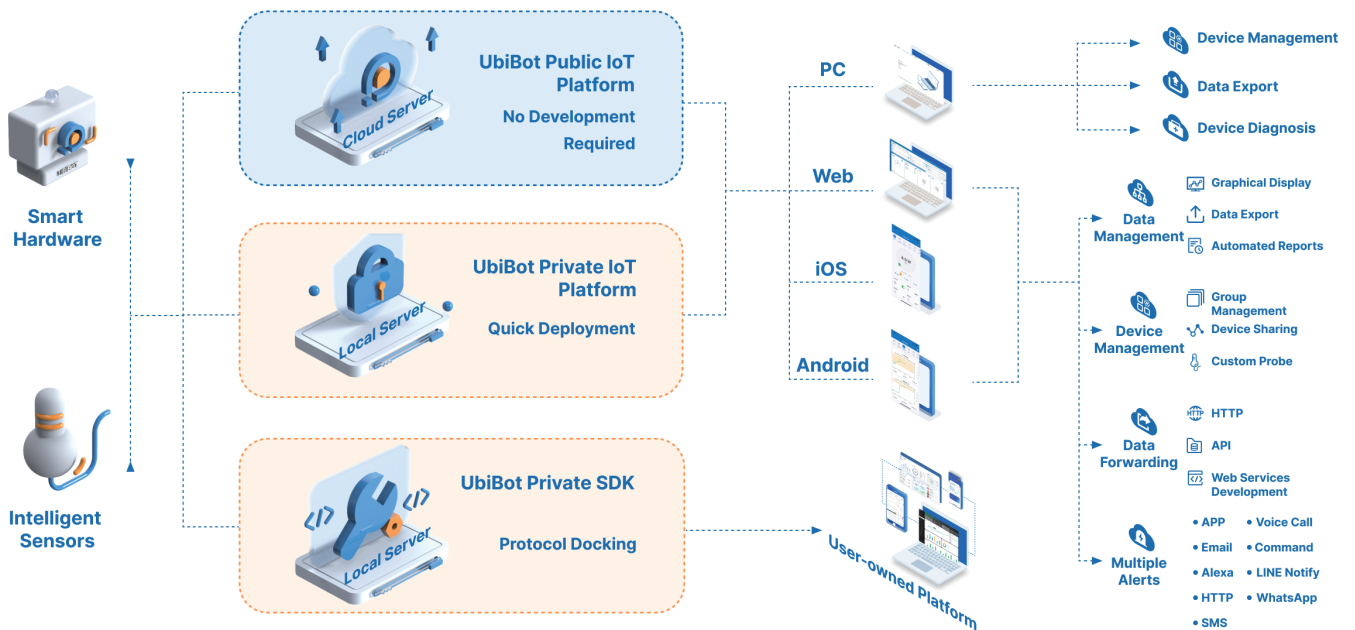 Smart
Hardware
Intelligent
Sensors
Cloud Server
UbiBot Public IoT
Platform
No Development
Required
Local Server
UbiBot Private IoT
Platform
Quick Deployment
Local Server
UbiBot Private SDK
Protocol Docking
PC
Web
iOS
Android
User-owned Platform
Device Management
Data Export
Device Diagnosis
Data
Management
Graphical Display
Data Export
Automated Reports
Device
Management
Group
Management
Device Sharing
Custom Probe
Data
Forwarding
HTTP
HTTP
API
Web Services
Development
Multiple
Alerts
• APP
• Voice Call
• Email
• Command
• Alexa
• LINE Notify
• HTTP
• WhatsApp
• SMS